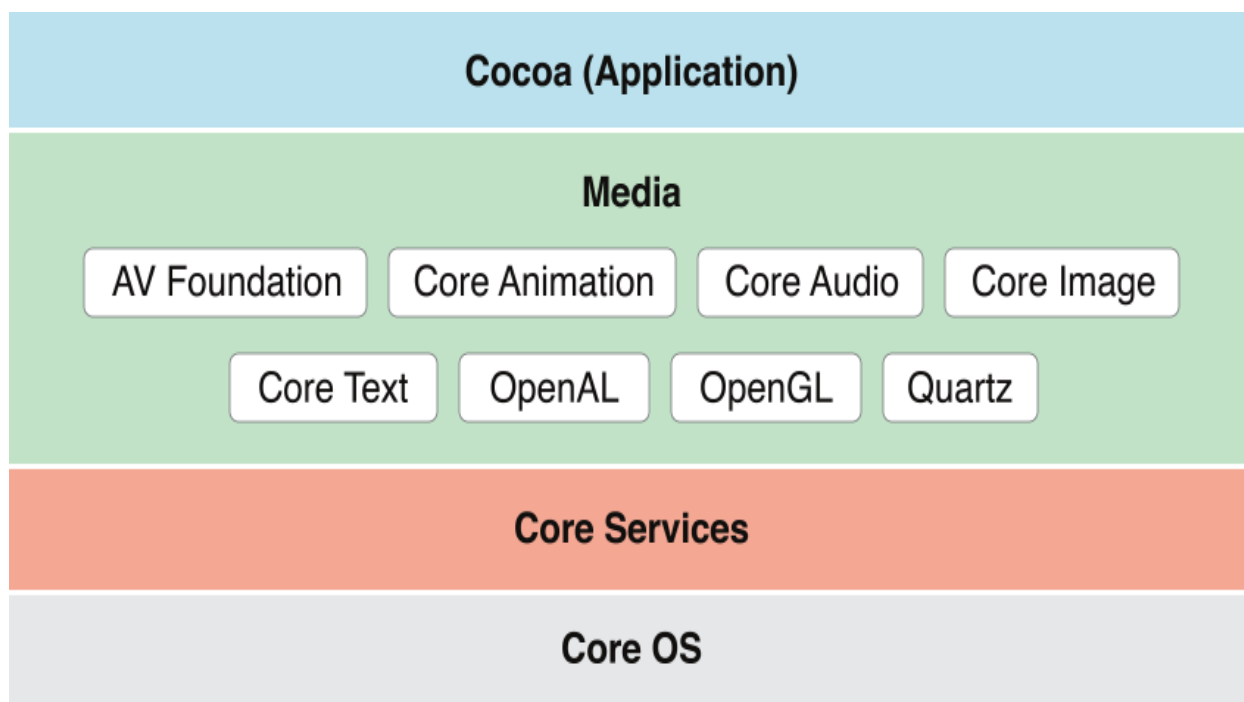 Cocoa (Application)
Media
AV Foundation Core Animation Core Audio Core Image
Core Text OpenAL OpenGL Quartz
Core Services
Core OS